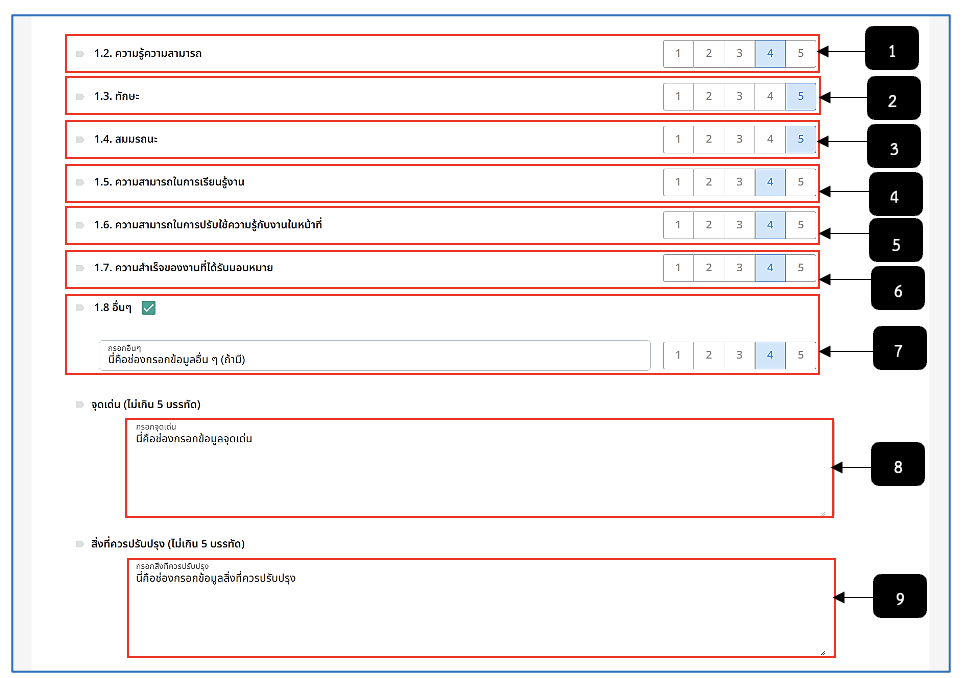 1.2. ความรู้ความสามารถ 1 2 3 4 5 1
1.3. ทักษะ 1 2 3 4 5 2
1.4. สมมรถนะ 1 2 3 4 5 3
1.5. ความสามารถในการเรียนรู้งาน 1 2 3 4 5 4
1.6. ความสามารถในการปรับใช้ความรู้กับงานในหน้าที่ 1 2 3 4 5 5
1.7. ความสำเร็จของงานที่ได้รับมอบหมาย 1 2 3 4 5 6
1.8 อื่นๆ
กรอกอื่นๆ
นี่คือช่องกรอกข้อมูลอื่น ๆ (ถ้ามี) 1 2 3 4 5 7
จุดเด่น (ไม่เกิน 5 บรรทัด)
กรอกจุดเด่น
นี่คือช่องกรอกข้อมูลจุดเด่น
8
สิ่งที่ควรปรับปรุง (ไม่เกิน 5 บรรทัด)
กรอกสิ่งที่ควรปรับปรุง
นี่คือช่องกรอกข้อมูลสิ่งที่ควรปรับปรุง
9